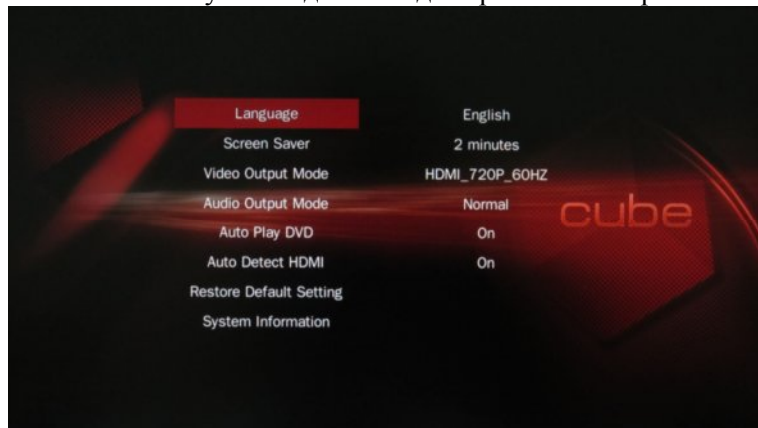 Language English
Screen Saver 2 minutes
Video Output Mode HDMI_720P_60HZ
Audio Output Mode Normal
cube
Auto Play DVD On
Auto Detect HDMI On
Restore Default Setting
System Information